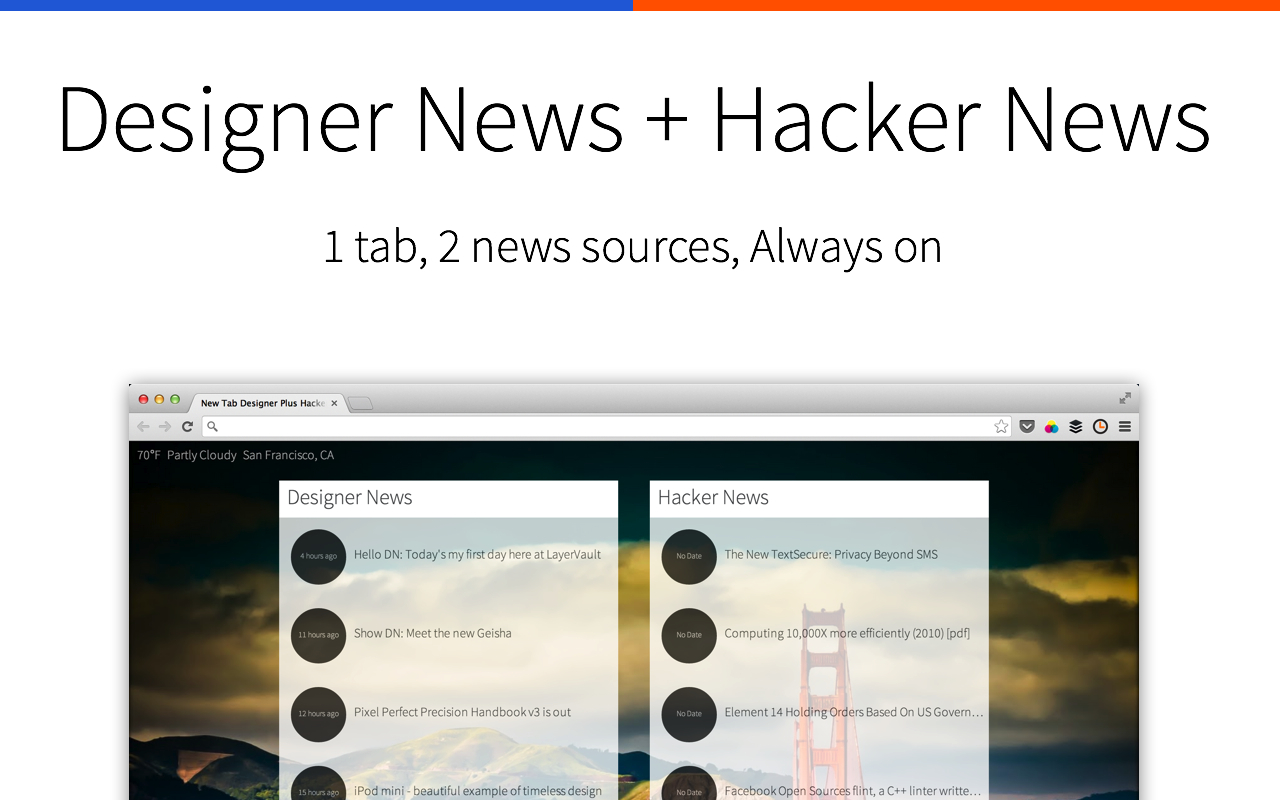 Designer News + Hacker News
1 tab, 2 news sources, Always on
New Tab Designer Plus Hacke
70°F Partly Cloudy San Francisco, CA
Designer News
4 hours ago Hello DN: Today's my first day here at LayerVault
11 hours ago Show DN: Meet the new Geisha
12 hours ago Pixel Perfect Precision Handbook v3 is out
15 hours ago iPod mini - beautiful example of timeless design
Hacker News
No Date The New TextSecure: Privacy Beyond SMS
No Date Computing 10,000X more efficiently (2010) [pdf]
No Date Element 14 Holding Orders Based On US Govern…
No Date Facebook Open Sources flint, a C++ linter writte…